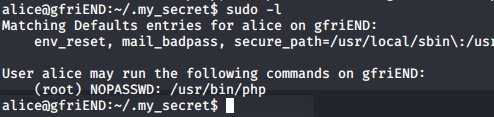 alice@gfriEND:~/.my_secret$ sudo -l
Matching Defaults entries for alice on gfriEND:
env_reset, mail_badpass, secure_path=/usr/local/sbin\:/us
User alice may run the following commands on gfriEND:
(root) NOPASSWD: /usr/bin/php
alice@gfriEND:~/.my_secret$